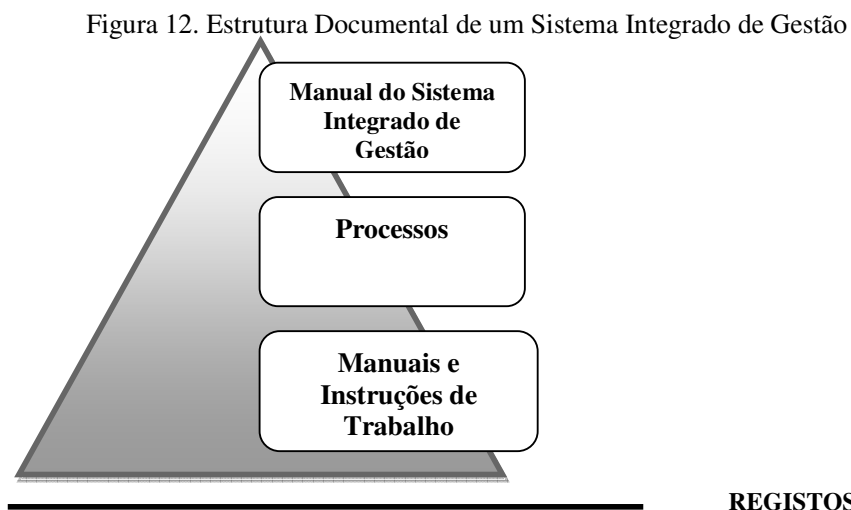 Figura 12. Estrutura Documental de um Sistema Integrado de Gestão
Manual do Sistema
Integrado de
Gestão
Processos
Manuais e
Instruções de
Trabalho
REGISTOS